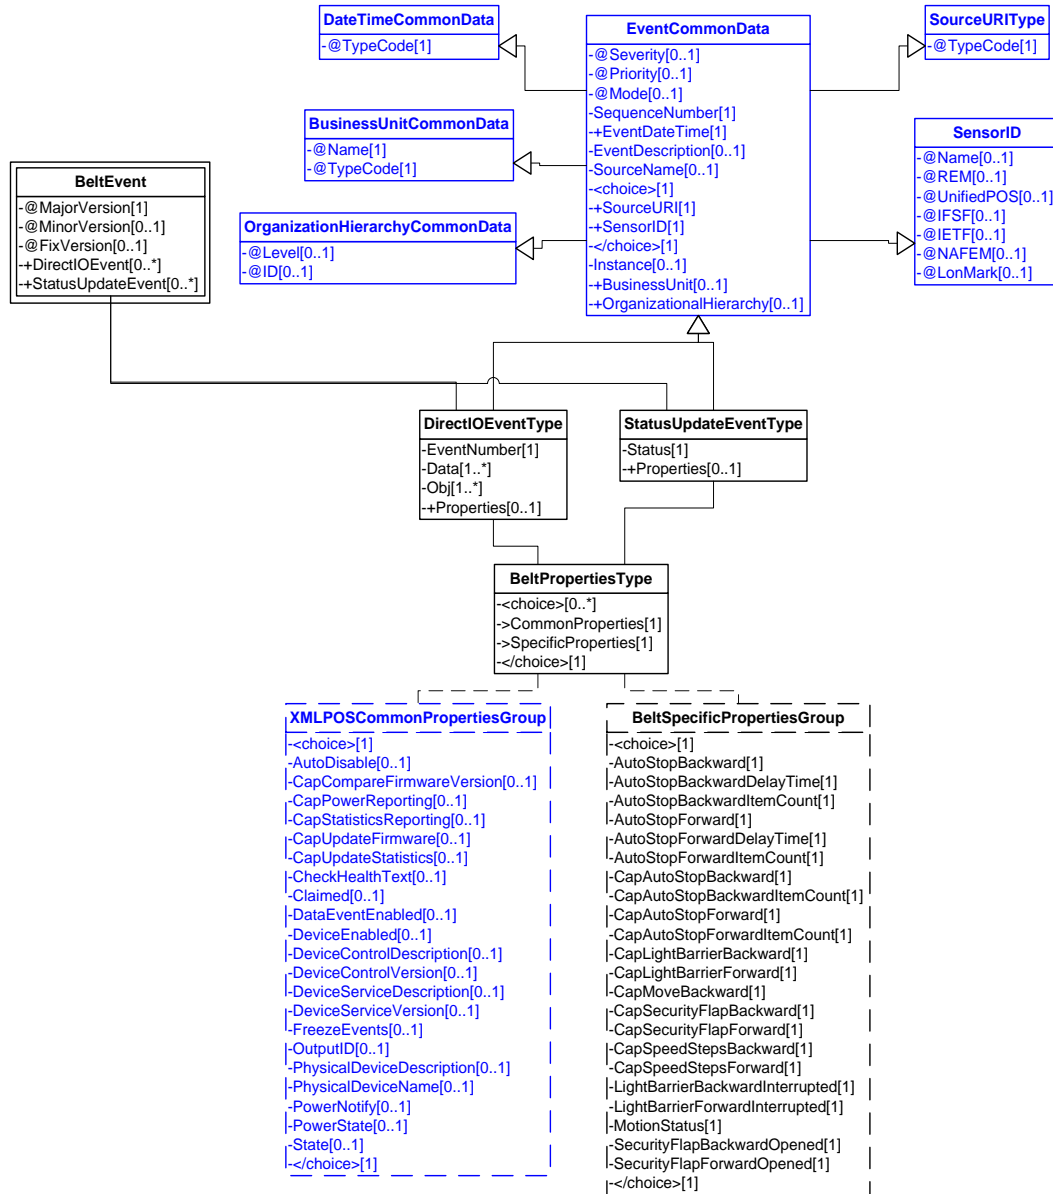 DateTimeCommonData
-@TypeCode[1]
EventCommonData
-@Severity[0..1]
-@Priority[0..1]
-@Mode[0..1]
-SequenceNumber[1]
-+EventDateTime[1]
-EventDescription[0..1]
-SourceName[0..1]
-<choice>[1]
-+SourceURI[1]
-+SensorID[1]
-</choice>[1]
-Instance[0..1]
-+BusinessUnit[0..1]
-+OrganizationalHierarchy[0..1]
SourceURIType
-@TypeCode[1]
BusinessUnitCommonData
-@Name[1]
-@TypeCode[1]
SensorID
-@Name[0..1]
-@REM[0..1]
-@UnifiedPOS[0..1]
-@IFSF[0..1]
-@IETF[0..1]
-@NAFEM[0..1]
-@LonMark[0..1]
BeltEvent
-@MajorVersion[1]
-@MinorVersion[0..1]
-@FixVersion[0..1]
-+DirectIOEvent[0..*]
-+StatusUpdateEvent[0..*]
OrganizationHierarchyCommonData
-@Level[0..1]
-@ID[0..1]
DirectIOEventType
-EventNumber[1]
-Data[1..*]
-Obj[1..*]
-+Properties[0..1]
StatusUpdateEventType
-Status[1]
-+Properties[0..1]
BeltPropertiesType
-<choice>[0..*]
->CommonProperties[1]
->SpecificProperties[1]
-</choice>[1]
XMLPOSCommonPropertiesGroup
-<choice>[1]
-AutoDisable[0..1]
-CapCompareFirmwareVersion[0..1]
-CapPowerReporting[0..1]
-CapStatisticsReporting[0..1]
-CapUpdateFirmware[0..1]
-CapUpdateStatistics[0..1]
-CheckHealthText[0..1]
-Claimed[0..1]
-DataEventEnabled[0..1]
-DeviceEnabled[0..1]
-DeviceControlDescription[0..1]
-DeviceControlVersion[0..1]
-DeviceServiceDescription[0..1]
-DeviceServiceVersion[0..1]
-FreezeEvents[0..1]
-OutputID[0..1]
-PhysicalDeviceDescription[0..1]
-PhysicalDeviceName[0..1]
-PowerNotify[0..1]
-PowerState[0..1]
-State[0..1]
-</choice>[1]
BeltSpecificPropertiesGroup
-<choice>[1]
-AutoStopBackward[1]
-AutoStopBackwardDelayTime[1]
-AutoStopBackwardItemCount[1]
-AutoStopForward[1]
-AutoStopForwardDelayTime[1]
-AutoStopForwardItemCount[1]
-CapAutoStopBackward[1]
-CapAutoStopBackwardItemCount[1]
-CapAutoStopForward[1]
-CapAutoStopForwardItemCount[1]
-CapLightBarrierBackward[1]
-CapLightBarrierForward[1]
-CapMoveBackward[1]
-CapSecurityFlapBackward[1]
-CapSecurityFlapForward[1]
-CapSpeedStepsBackward[1]
-CapSpeedStepsForward[1]
-LightBarrierBackwardInterrupted[1]
-LightBarrierForwardInterrupted[1]
-MotionStatus[1]
-SecurityFlapBackwardOpened[1]
-SecurityFlapForwardOpened[1]
-</choice>[1]